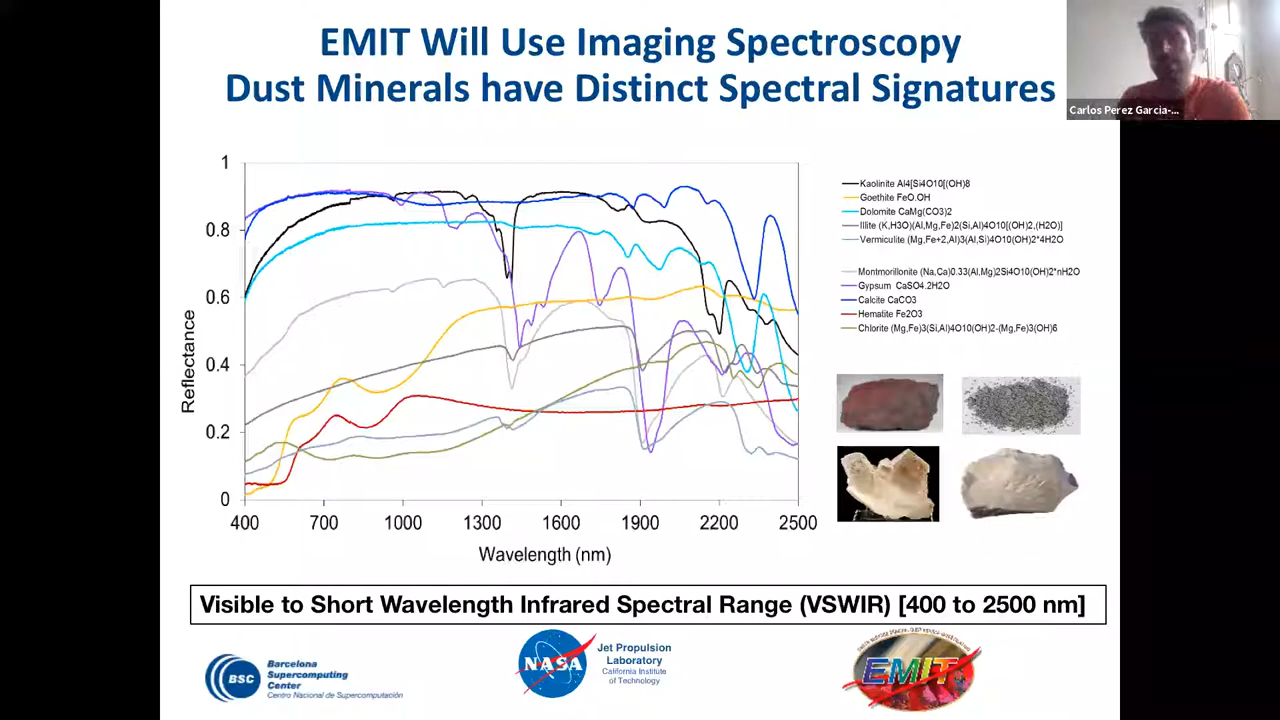 EMIT Will Use Imaging Spectroscopy
Dust Minerals have Distinct Spectral Signatures
Carlos Perez Garcia-...
1
0.8
0.6
0.4
0.2
0
Reflectance
400 700 1000 1300 1600 1900 2200 2500
Wavelength (nm)
Kaolinite Al4[Si4O10[(OH)8
Goethite FeO.OH
Dolomite CaMg(CO3)2
Illite (K,H3O)(Al,Mg,Fe)2(Si,Al)4O10[(OH)2,(H2O)]
Vermiculite (Mg,Fe+2,Al)3(Al,Si)4O10(OH)2*4H2O
Montmorillonite (Na,Ca)0.33(Al,Mg)2Si4O10(OH)2*nH2O
Gypsum CaSO4.2H2O
Calcite CaCO3
Hematite Fe2O3
Chlorite (Mg,Fe)3(Si,Al)4O10(OH)2-(Mg,Fe)3(OH)6
Visible to Short Wavelength Infrared Spectral Range (VSWIR) [400 to 2500 nm]
BSC
Barcelona
Supercomputing
Center
Centro Nacional de Supercomputación
NASA
Jet Propulsion
Laboratory
California Institute
of Technology
EMIT